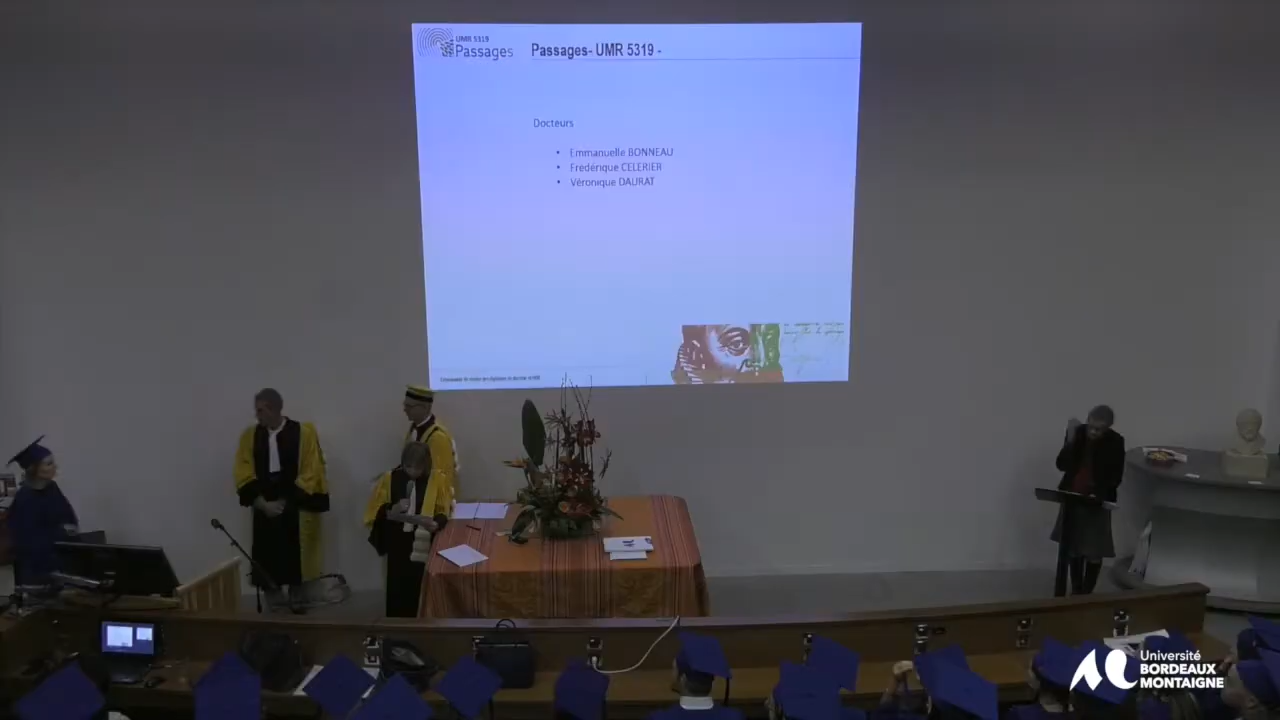 UMR 5319
Passages
Passages- UMR 5319 -
Docteurs
• Emmanuelle BONNEAU
• Frédérique CELERIER
• Véronique DAURAT
Université
BORDEAUX
MONTAIGNE